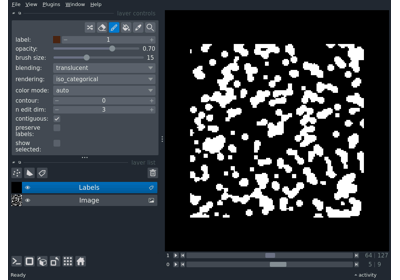 File View Plugins Window Help
layer controls
label: 1
opacity: 0.70
brush size: 15
blending: translucent
rendering: iso_categorical
color mode: auto
contour: 0
n edit dim: 3
contiguous:
preserve
labels:
show
selected:
layer list
Labels
Image
1 64 127
0 5 9
Ready
activity